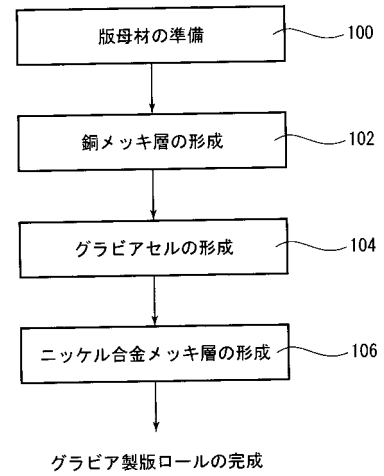 版母材の準備
100
銅メッキ層の形成
102
グラビアセルの形成
104
ニッケル合金メッキ層の形成
106
グラビア製版ロールの完成